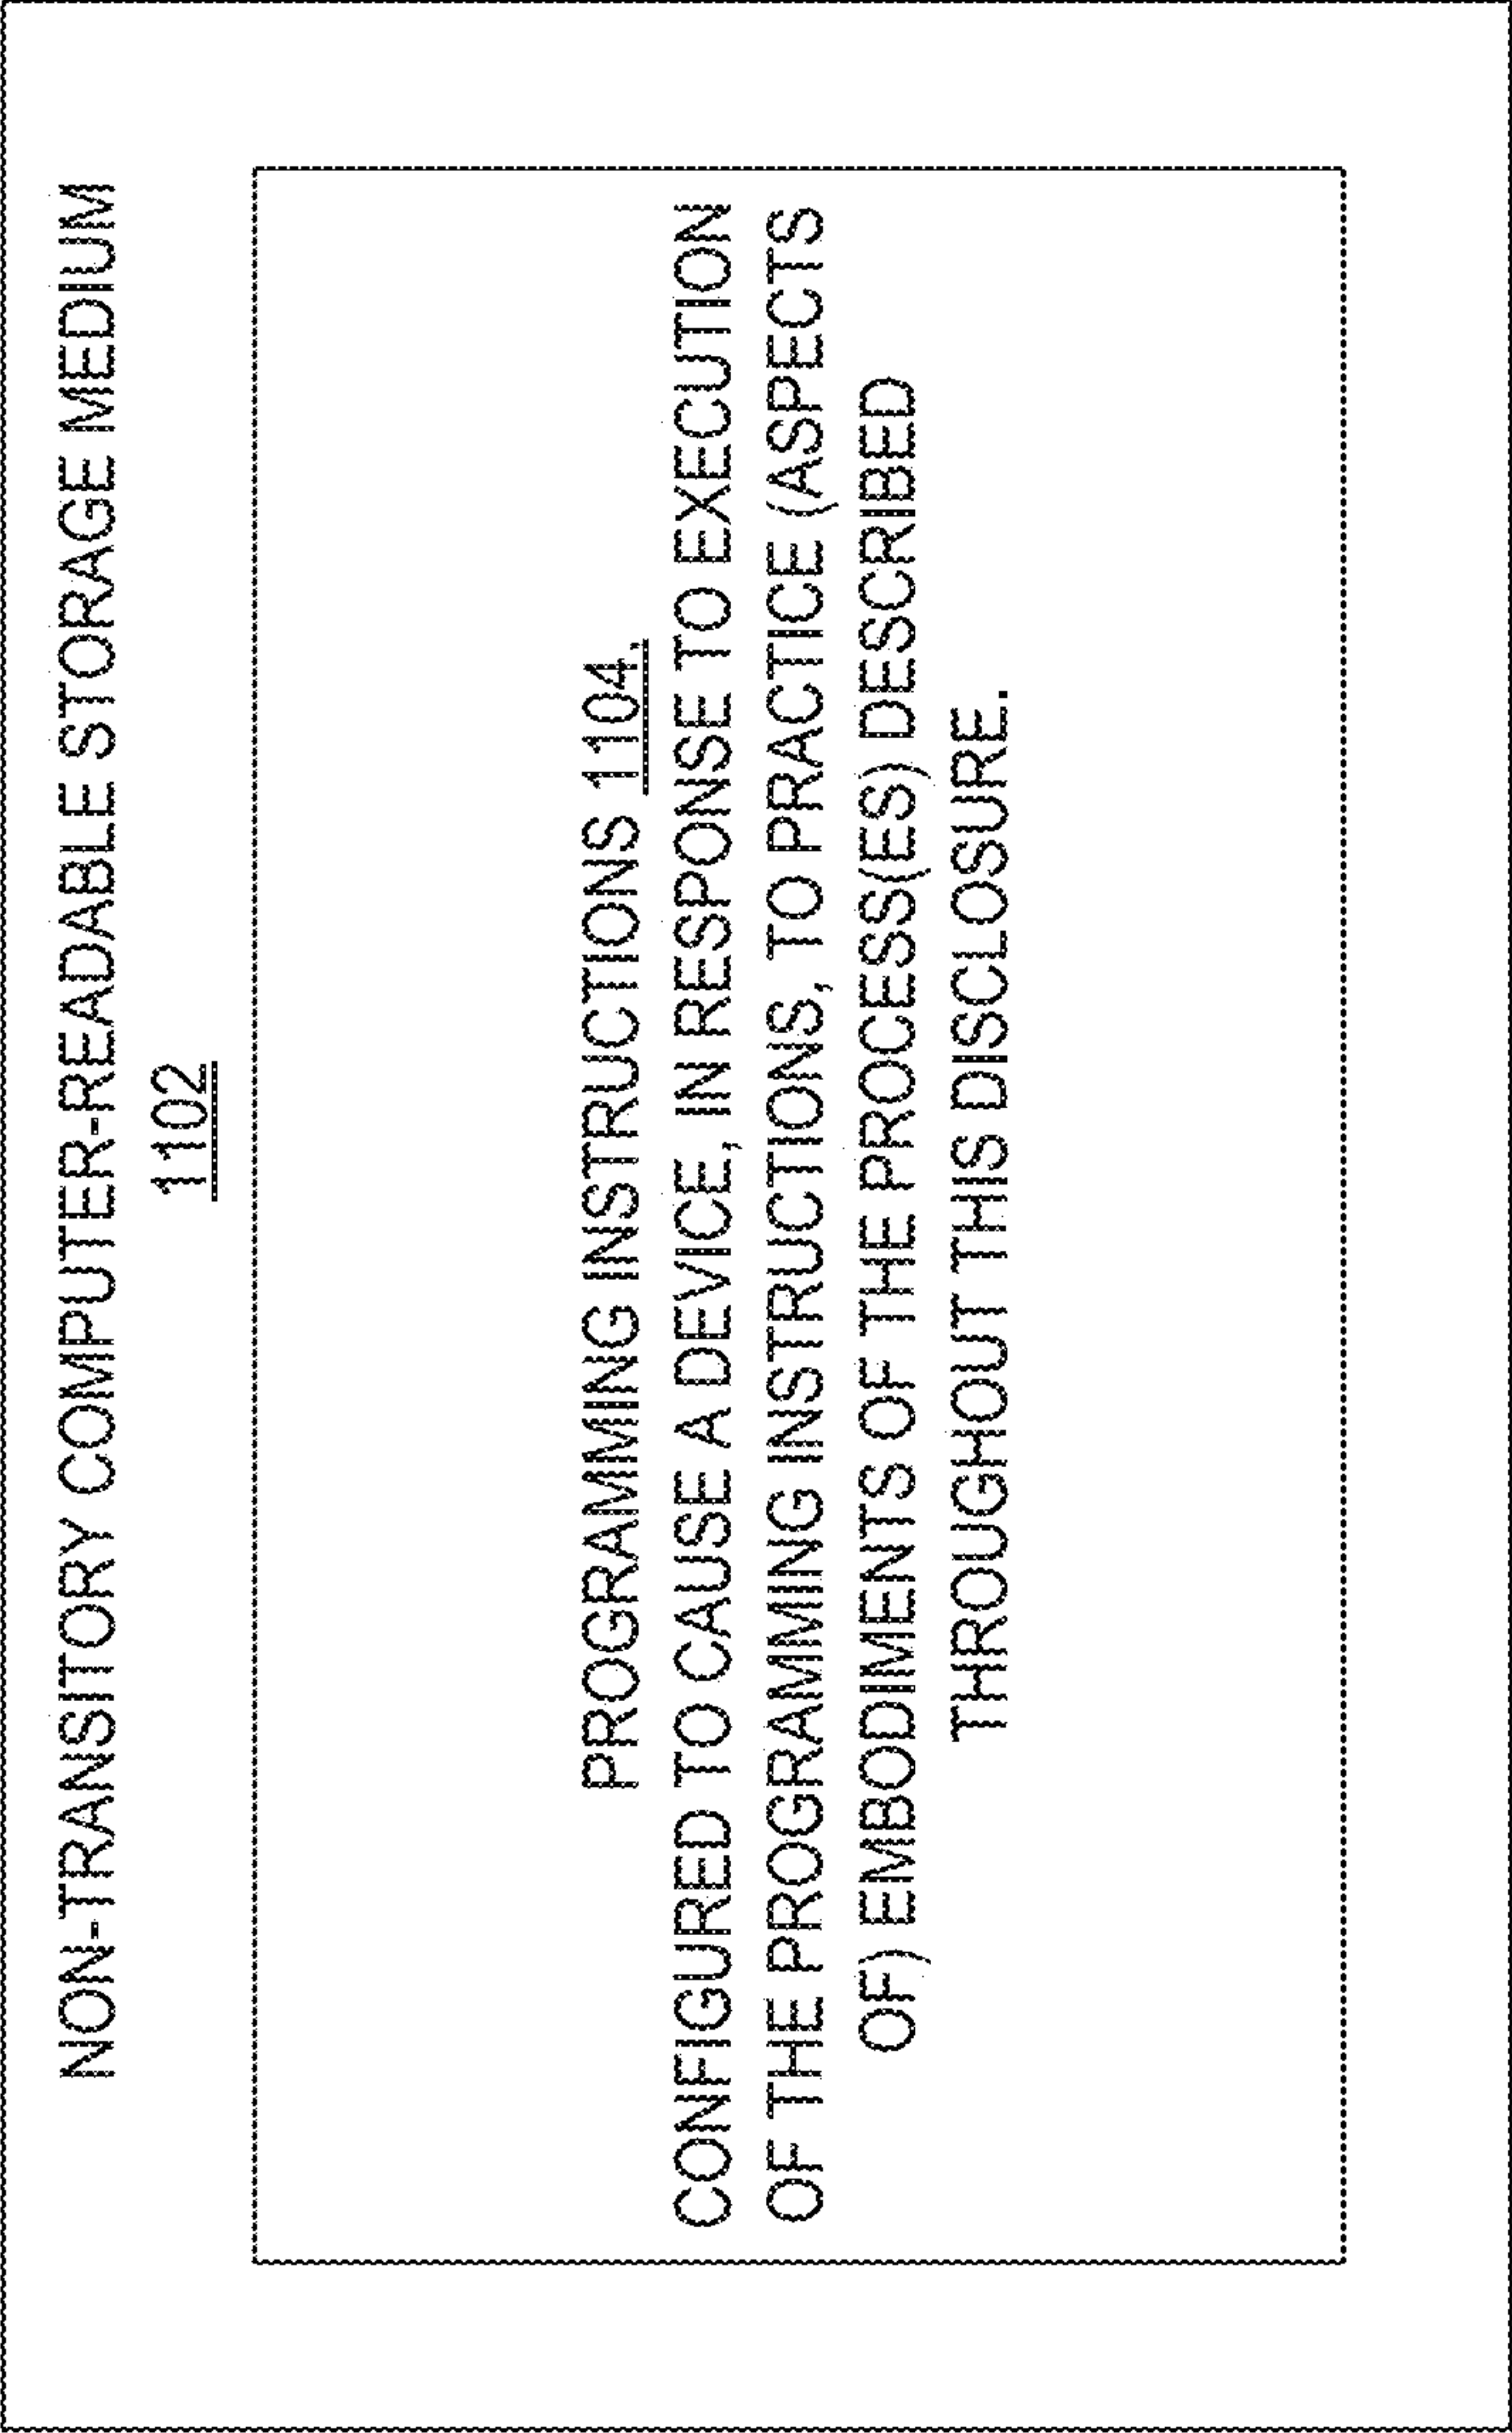 NON-TRANSITORY COMPUTER-READABLE STORAGE MEDIUM
1102
PROGRAMMING INSTRUCTIONS 1104,
CONFIGURED TO CAUSE A DEVICE, IN RESPONSE TO EXECUTION
OF THE PROGRAMMING INSTRUCTIONS, TO PRACTICE (ASPECTS
OF) EMBODIMENTS OF THE PROCESS(ES) DESCRIBED
THROUGHOUT THIS DISCLOSURE.